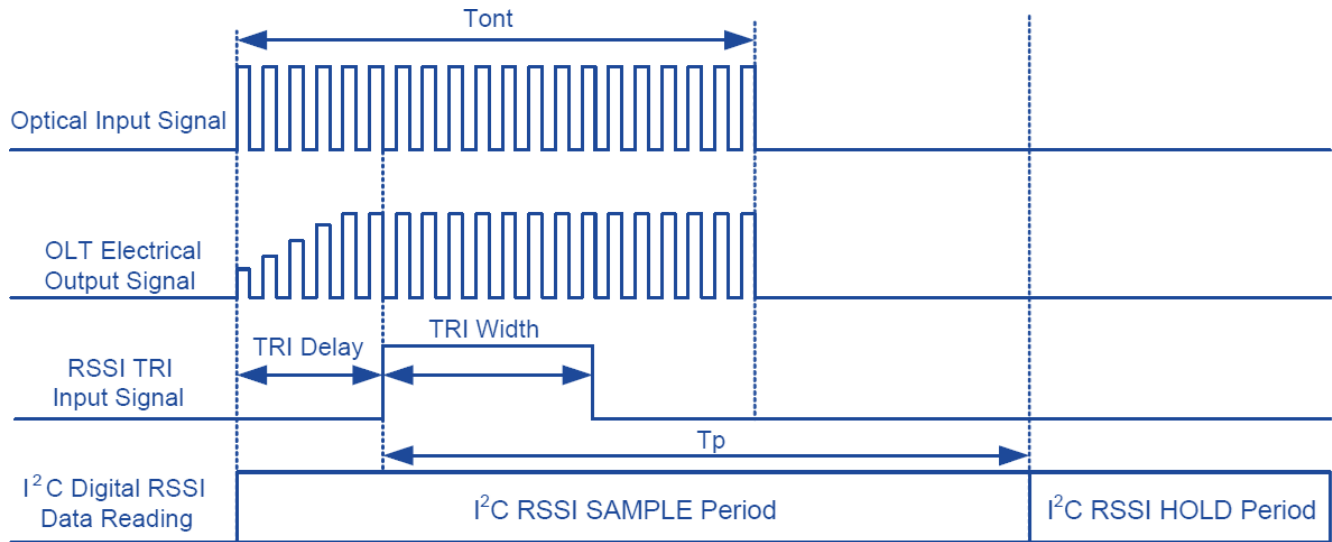 Tont
Optical Input Signal
OLT Electrical
Output Signal
TRI Delay
TRI Width
RSSI TRI
Input Signal
Tp
I²C Digital RSSI
Data Reading
I²C RSSI SAMPLE Period
I²C RSSI HOLD Period